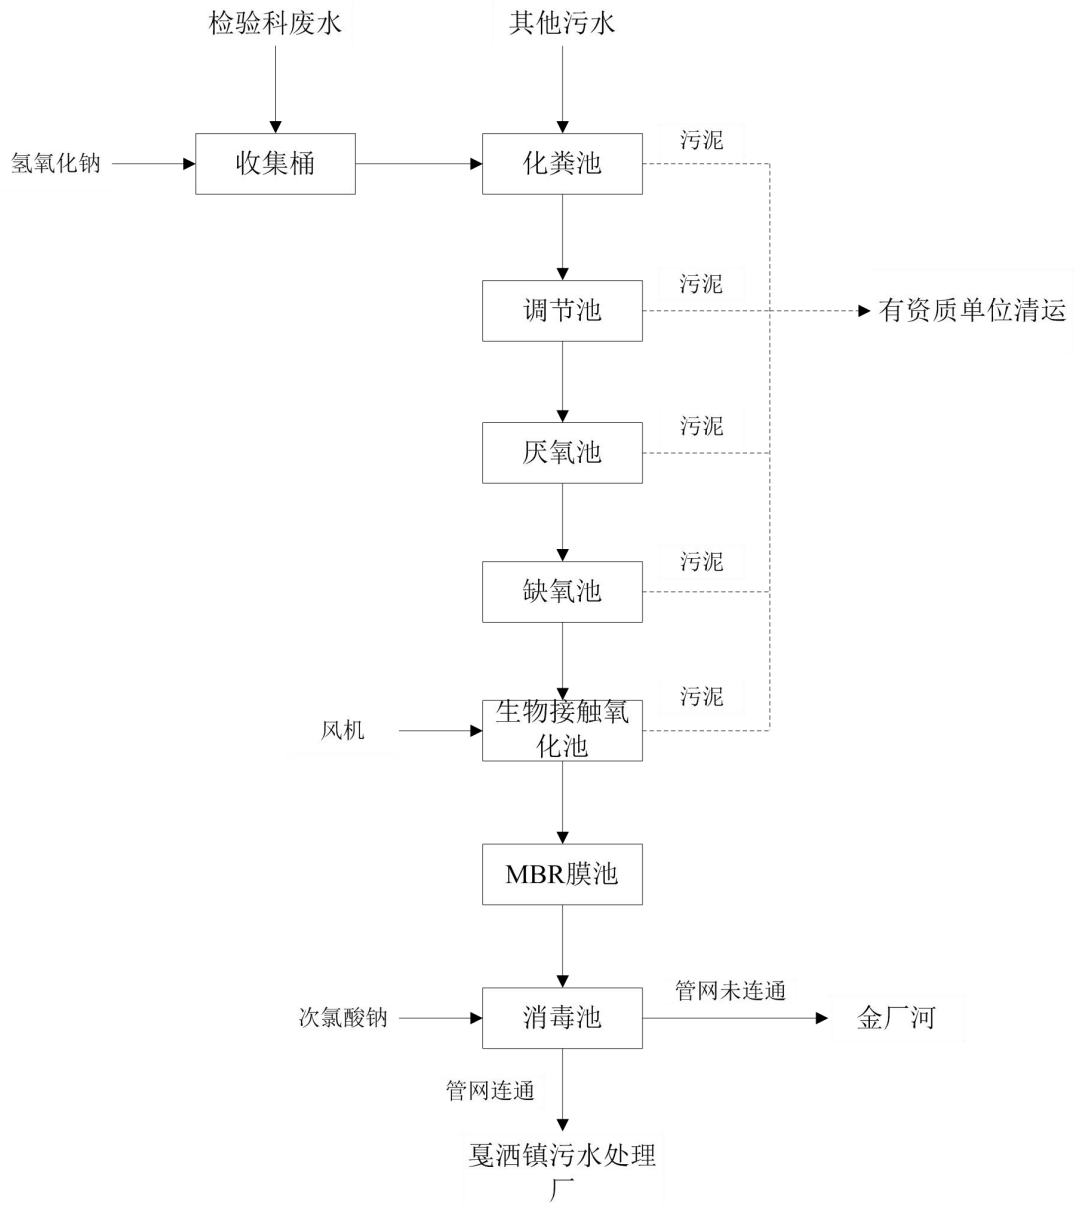 检验科废水
其他污水
氢氧化钠
收集桶
化粪池
污泥
调节池
污泥
有资质单位清运
厌氧池
污泥
缺氧池
污泥
风机
生物接触氧
化池
污泥
MBR膜池
次氯酸钠
消毒池
管网未连通
金厂河
管网连通
戛洒镇污水处理
厂